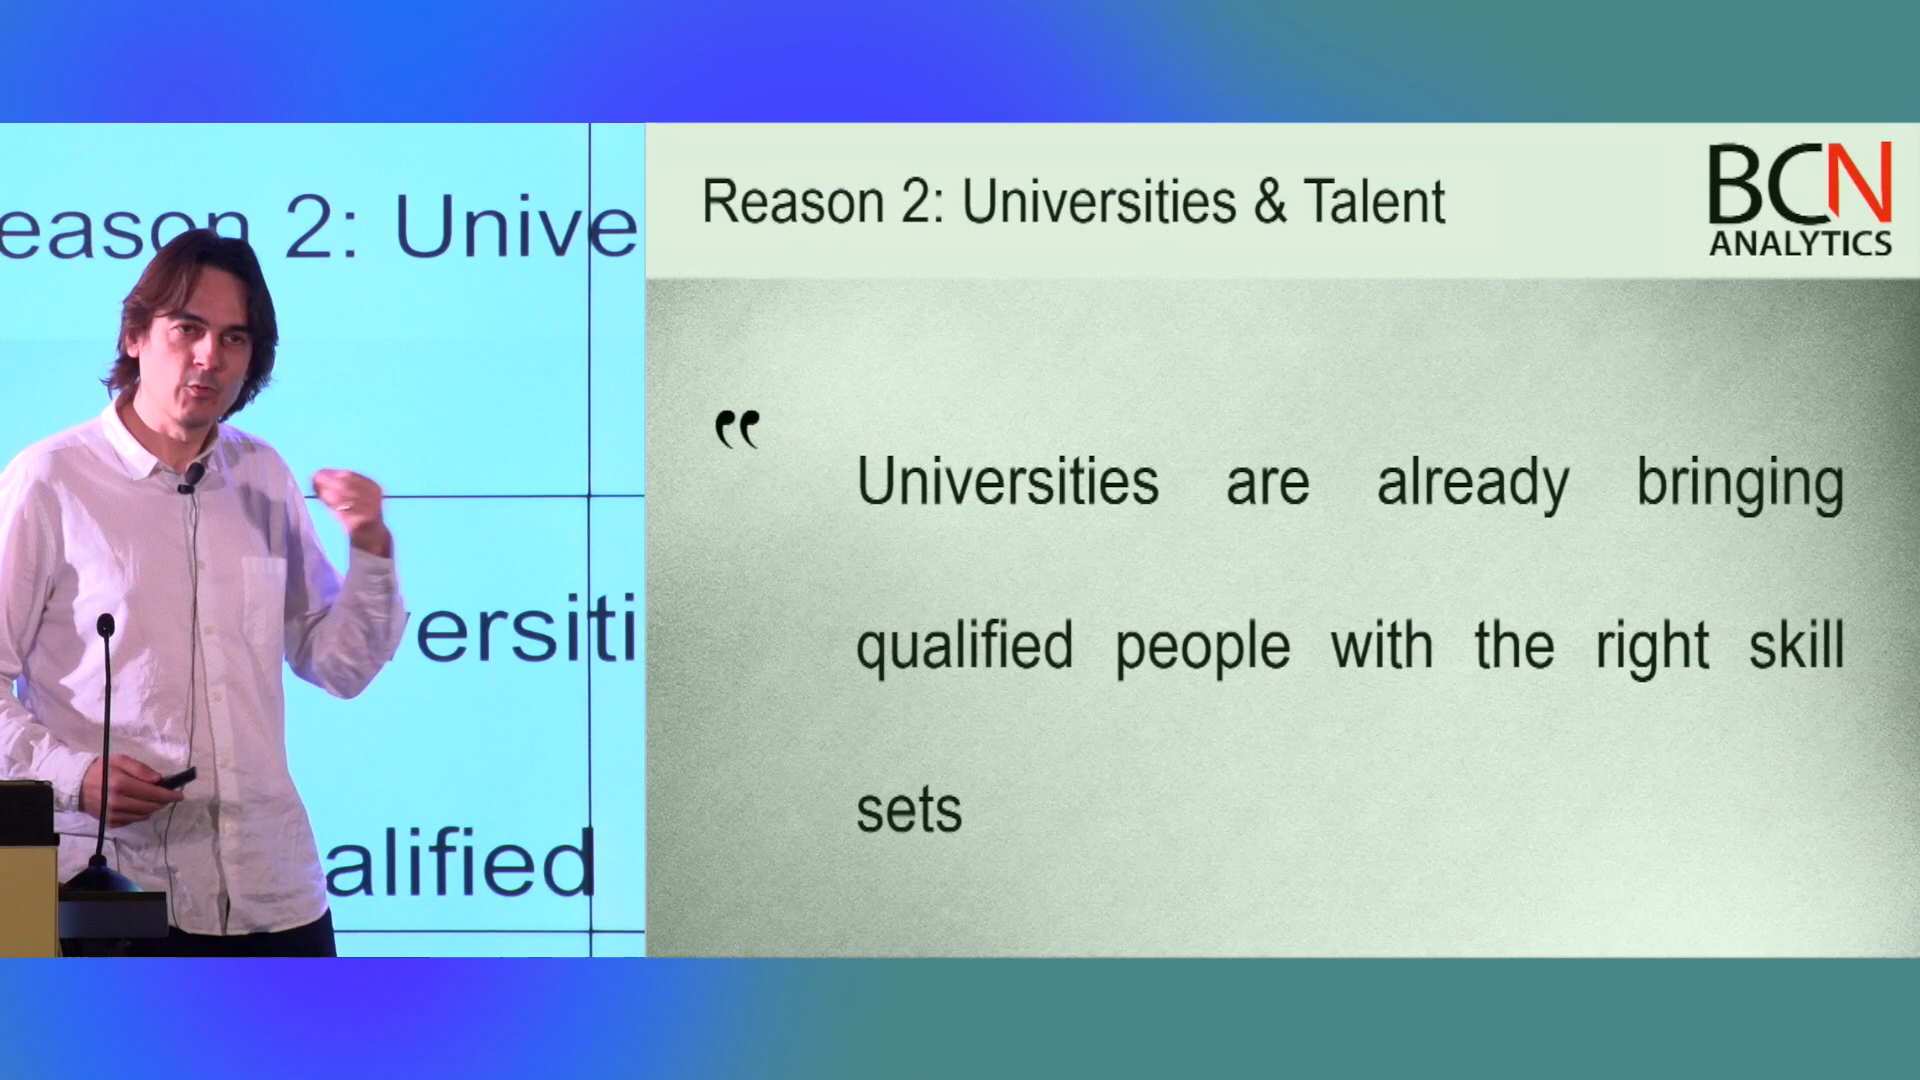 eason 2: Unive
versiti
alified
Reason 2: Universities & Talent
BCN
ANALYTICS
“
Universities are already bringing
qualified people with the right skill
sets